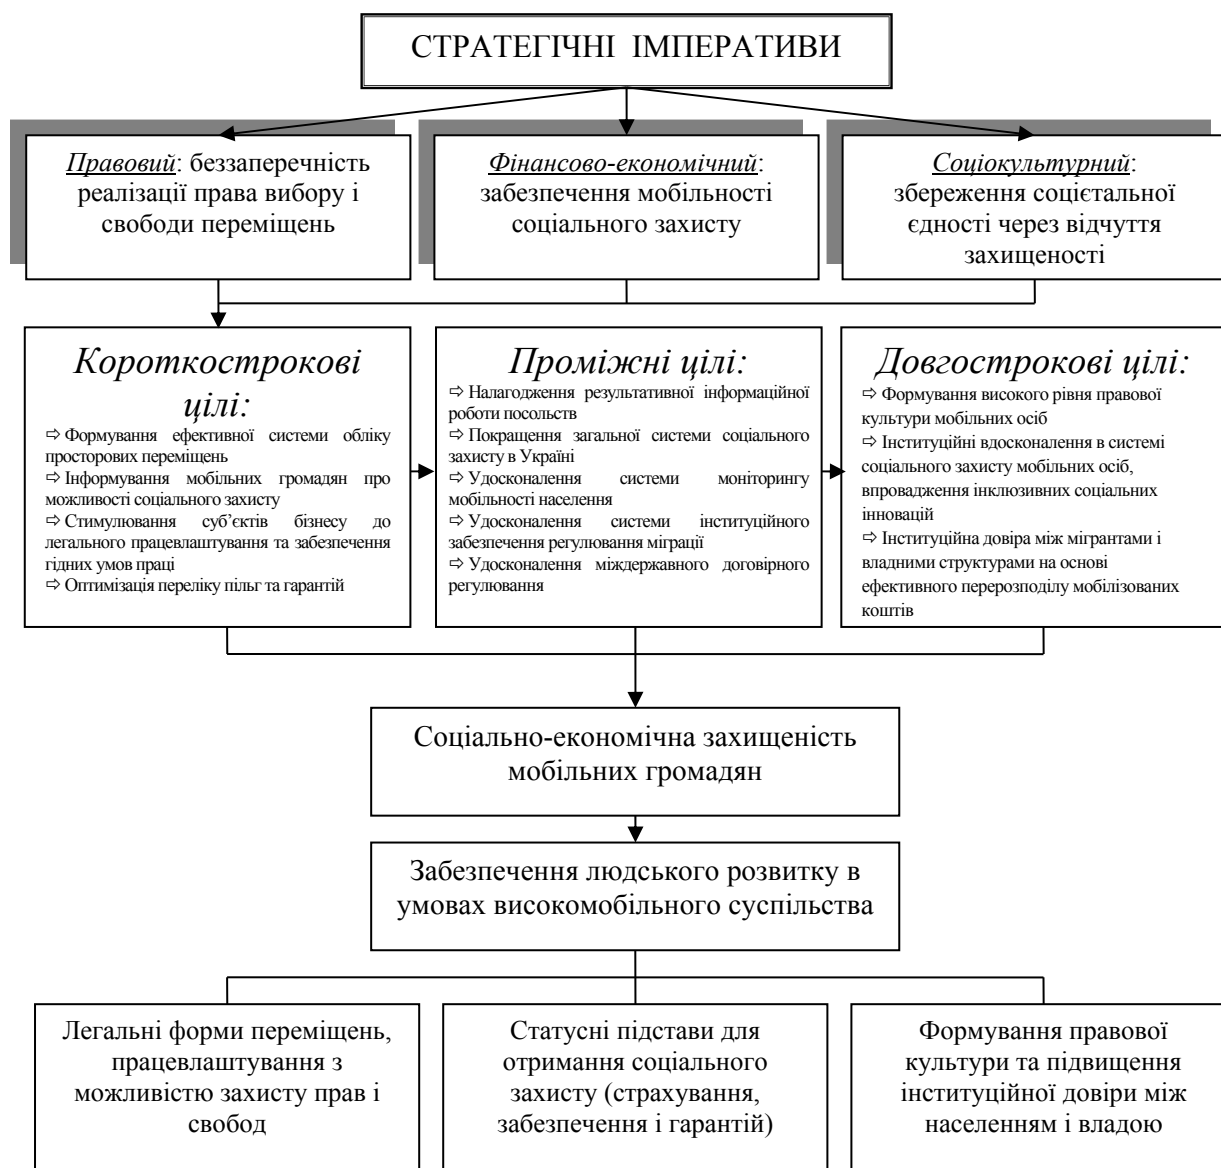 СТРАТЕГІЧНІ ІМПЕРАТИВИ
Правовий: беззаперечність
реалізації права вибору і
свободи переміщень
Фінансово-економічний:
забезпечення мобільності
соціального захисту
Соціокультурний:
збереження соцієтальної
єдності через відчуття
захищеності
Короткострокові
цілі:
⇨ Формування ефективної системи обліку
просторових переміщень
⇨ Інформування мобільних громадян про
можливості соціального захисту
⇨ Стимулювання суб’єктів бізнесу до
легального працевлаштування та забезпечення
гідних умов праці
⇨ Оптимізація переліку пільг та гарантій
Проміжні цілі:
⇨ Налагодження результативної інформаційної
роботи посольств
⇨ Покращення загальної системи соціального
захисту в Україні
⇨ Удосконалення системи моніторингу
мобільності населення
⇨ Удосконалення системи інституційного
забезпечення регулювання міграції
⇨ Удосконалення міждержавного договірного
регулювання
Довгострокові цілі:
⇨ Формування високого рівня правової
культури мобільних осіб
⇨ Інституційні вдосконалення в системі
соціального захисту мобільних осіб,
впровадження інклюзивних соціальних
інновацій
⇨ Інституційна довіра між мігрантами і
владними структурами на основі
ефективного перерозподілу мобілізованих
коштів
Соціально-економічна захищеність
мобільних громадян
Забезпечення людського розвитку в
умовах високомобільного суспільства
Легальні форми переміщень,
працевлаштування з
можливістю захисту прав і
свобод
Статусні підстави для
отримання соціального
захисту (страхування,
забезпечення і гарантій)
Формування правової
культури та підвищення
інституційної довіри між
населенням і владою